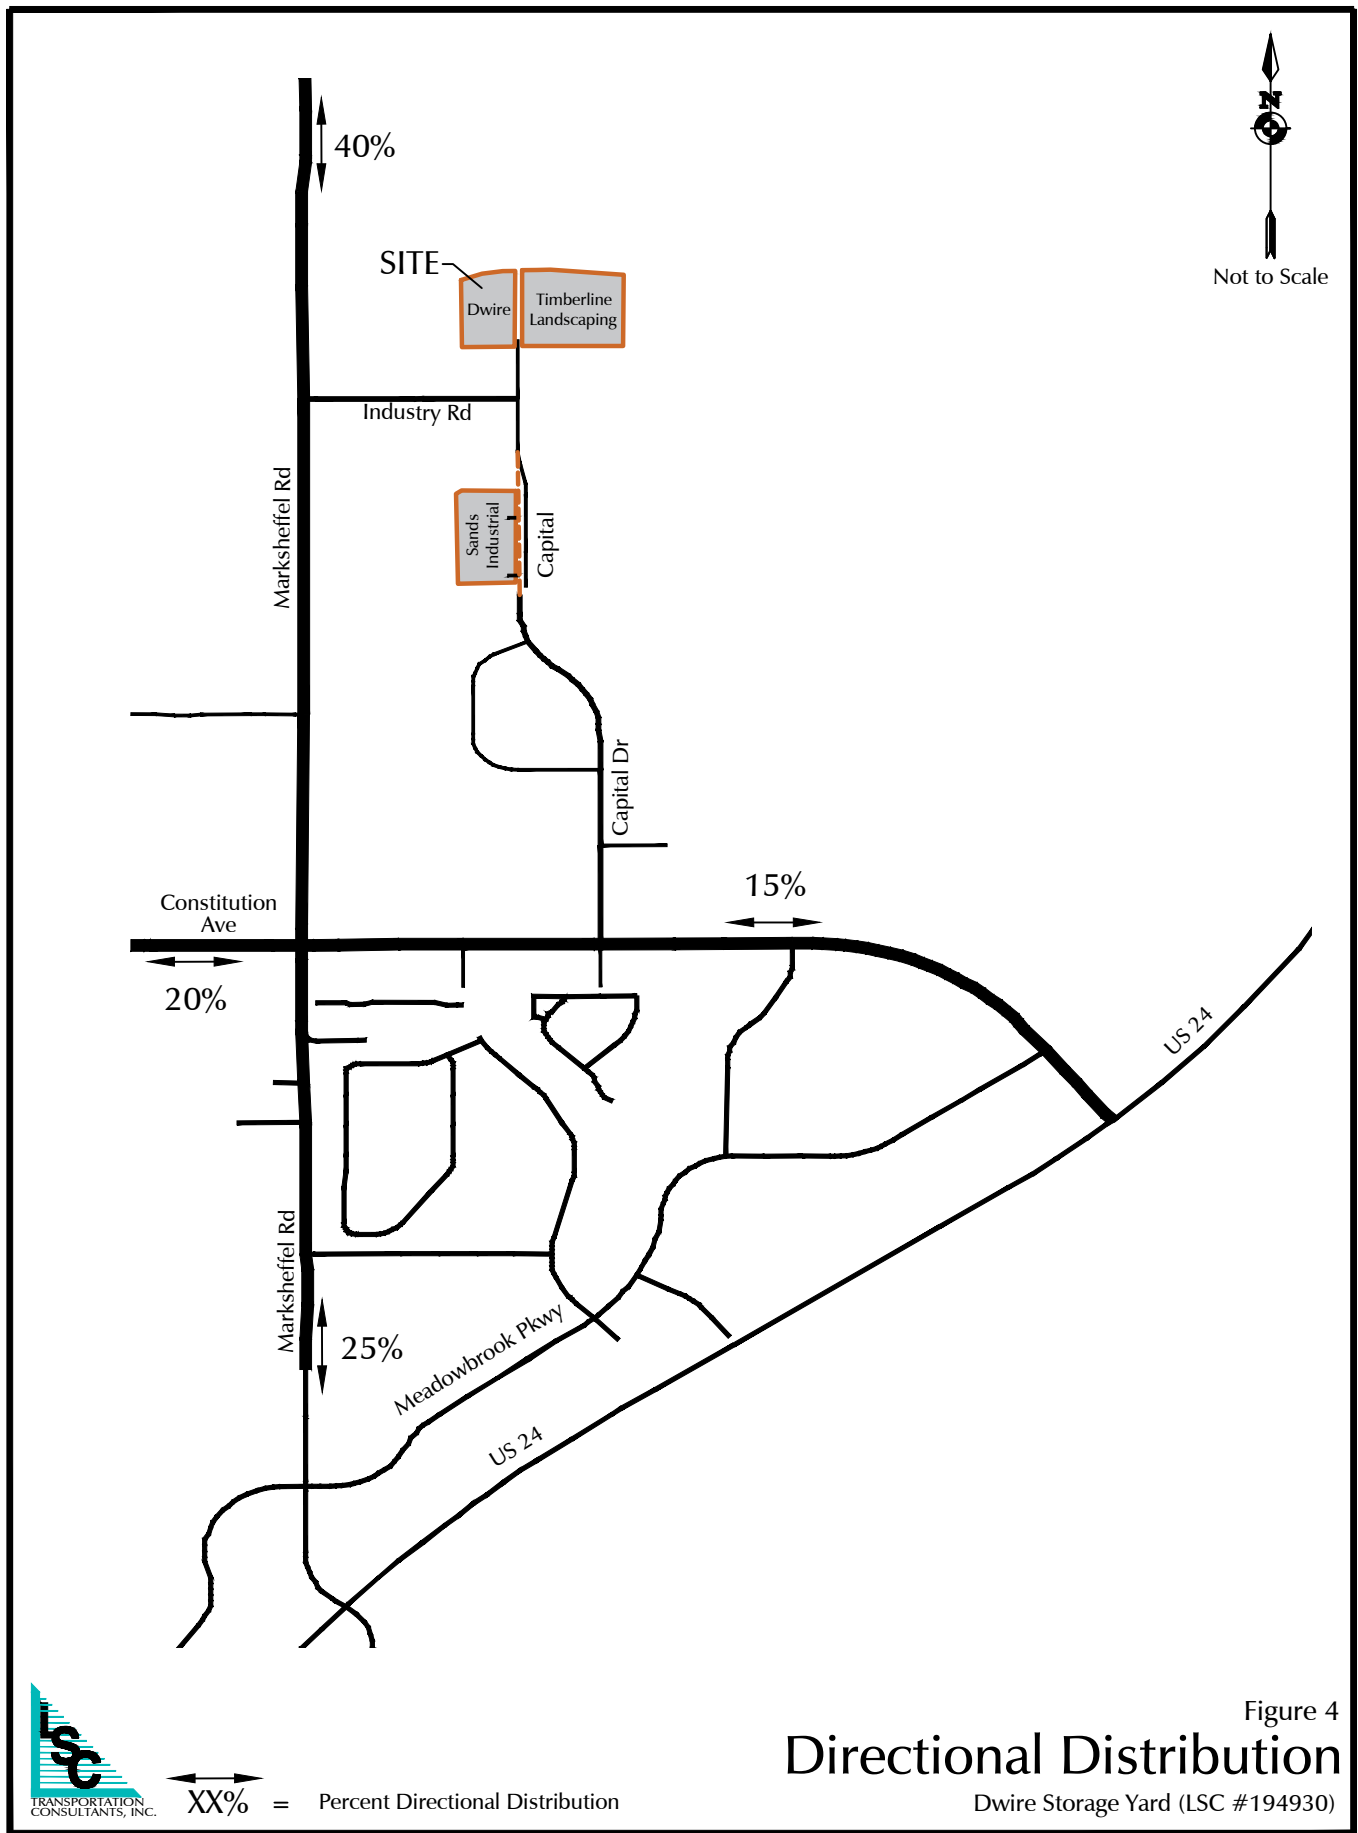 N
Not to Scale
40%
SITE
Dwire
Timberline
Landscaping
Industry Rd
Marksheffel Rd
Sands
Industrial
Capital
Capital Dr
15%
Constitution
Ave
20%
US 24
Marksheffel Rd
25%
Meadowbrook Pkwy
US 24
LSC
TRANSPORTATION
CONSULTANTS, INC.
XX% = Percent Directional Distribution
Figure 4
Directional Distribution
Dwire Storage Yard (LSC #194930)